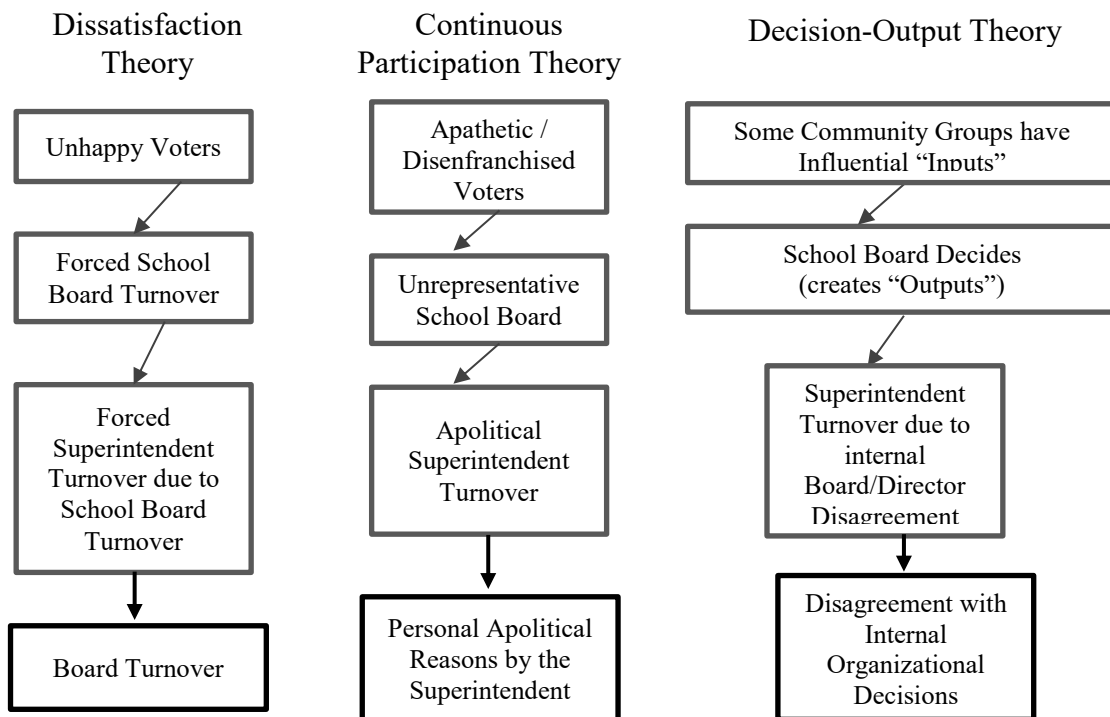 Dissatisfaction
Theory
Unhappy Voters
Forced School
Board Turnover
Forced
Superintendent
Turnover due to
School Board
Turnover
Board Turnover
Continuous
Participation Theory
Apathetic /
Disenfranchised
Voters
Unrepresentative
School Board
Apolitical
Superintendent
Turnover
Personal Apolitical
Reasons by the
Superintendent
Decision-Output Theory
Some Community Groups have
Influential “Inputs”
School Board Decides
(creates “Outputs”)
Superintendent
Turnover due to
internal
Board/Director
Disagreement
Disagreement with
Internal
Organizational
Decisions